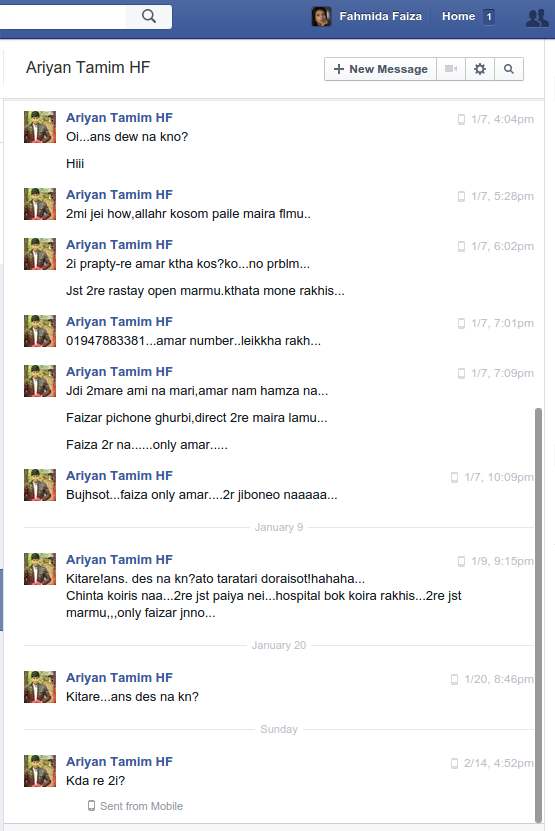 Fahmida Faiza
Home 1
Ariyan Tamim HF
New Message
Ariyan Tamim HF 1/7, 4:04pm
Oi...ans dew na kno?
Hiii
Ariyan Tamim HF 1/7, 5:28pm
2mi jei how,allahr kosom paile maira flmu..
Ariyan Tamim HF 1/7, 6:02pm
2i prapty-re amar ktha kos?ko...no prblm...
Jst 2re rastay open marmu.kthata mone rakhis...
Ariyan Tamim HF 1/7, 7:01pm
01947883381...amar number..leikkha rakh...
Ariyan Tamim HF 1/7, 7:09pm
Jdi 2mare ami na mari,amar nam hamza na...
Faizar pichone ghurbi,direct 2re maira lamu...
Faiza 2r na......only amar.....
Ariyan Tamim HF 1/7, 10:09pm
Bujhsot...faiza only amar....2r jiboneo naaaaa...
January 9
Ariyan Tamim HF 1/9, 9:15pm
Kitare!ans. des na kn?ato taratari doraisot!hahaha...
Chinta koiris naa...2re jst paiya nei...hospital bok koira rakhis...2re jst
marmu,,,only faizar jnno...
January 20
Ariyan Tamim HF 1/20, 8:46pm
Kitare...ans des na kn?
Sunday
Ariyan Tamim HF 2/14, 4:52pm
Kda re 2i?
Sent from Mobile